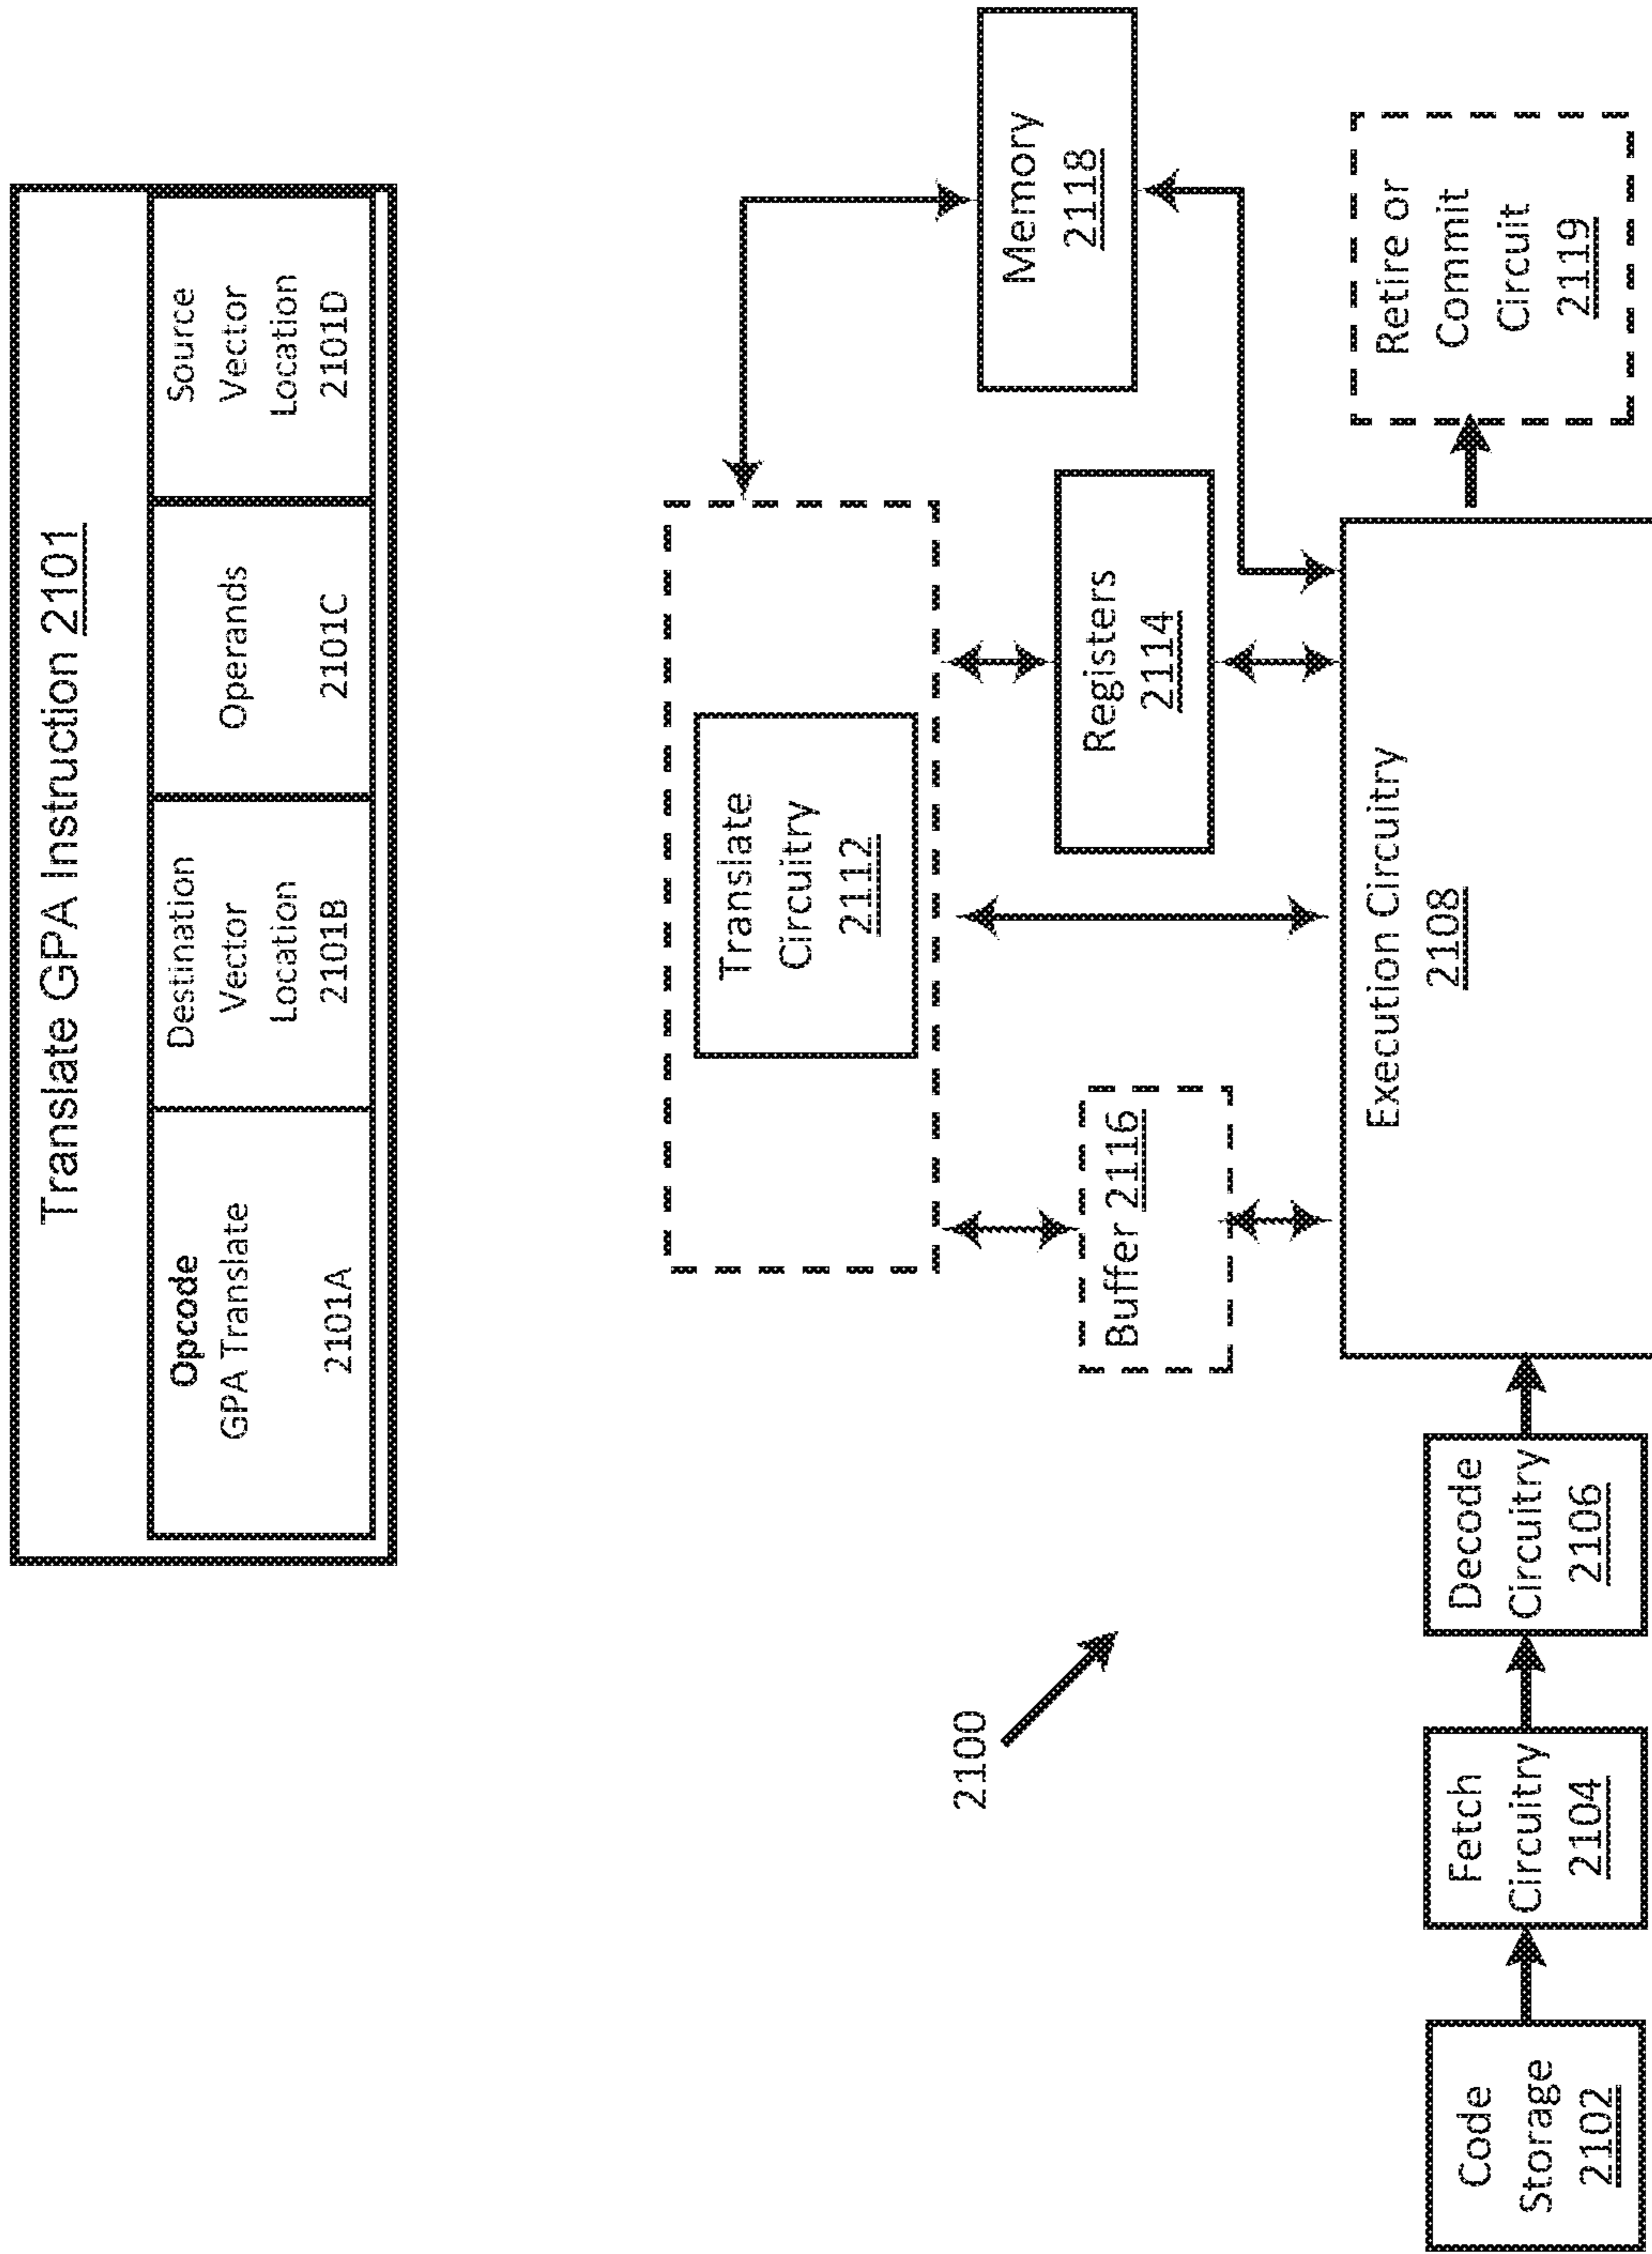 Translate GPA Instruction 2101
Opcode
GPA Translate
2101A
Destination
Vector
Location
2101B
Operands
2101C
Source
Vector
Location
2101D
2100
Translate
Circuitry
2112
Buffer 2116
Registers
2114
Memory
2118
Code
Storage
2102
Fetch
Circuitry
2104
Decode
Circuitry
2106
Execution Circuitry
2108
Retire or
Commit
Circuit
2119